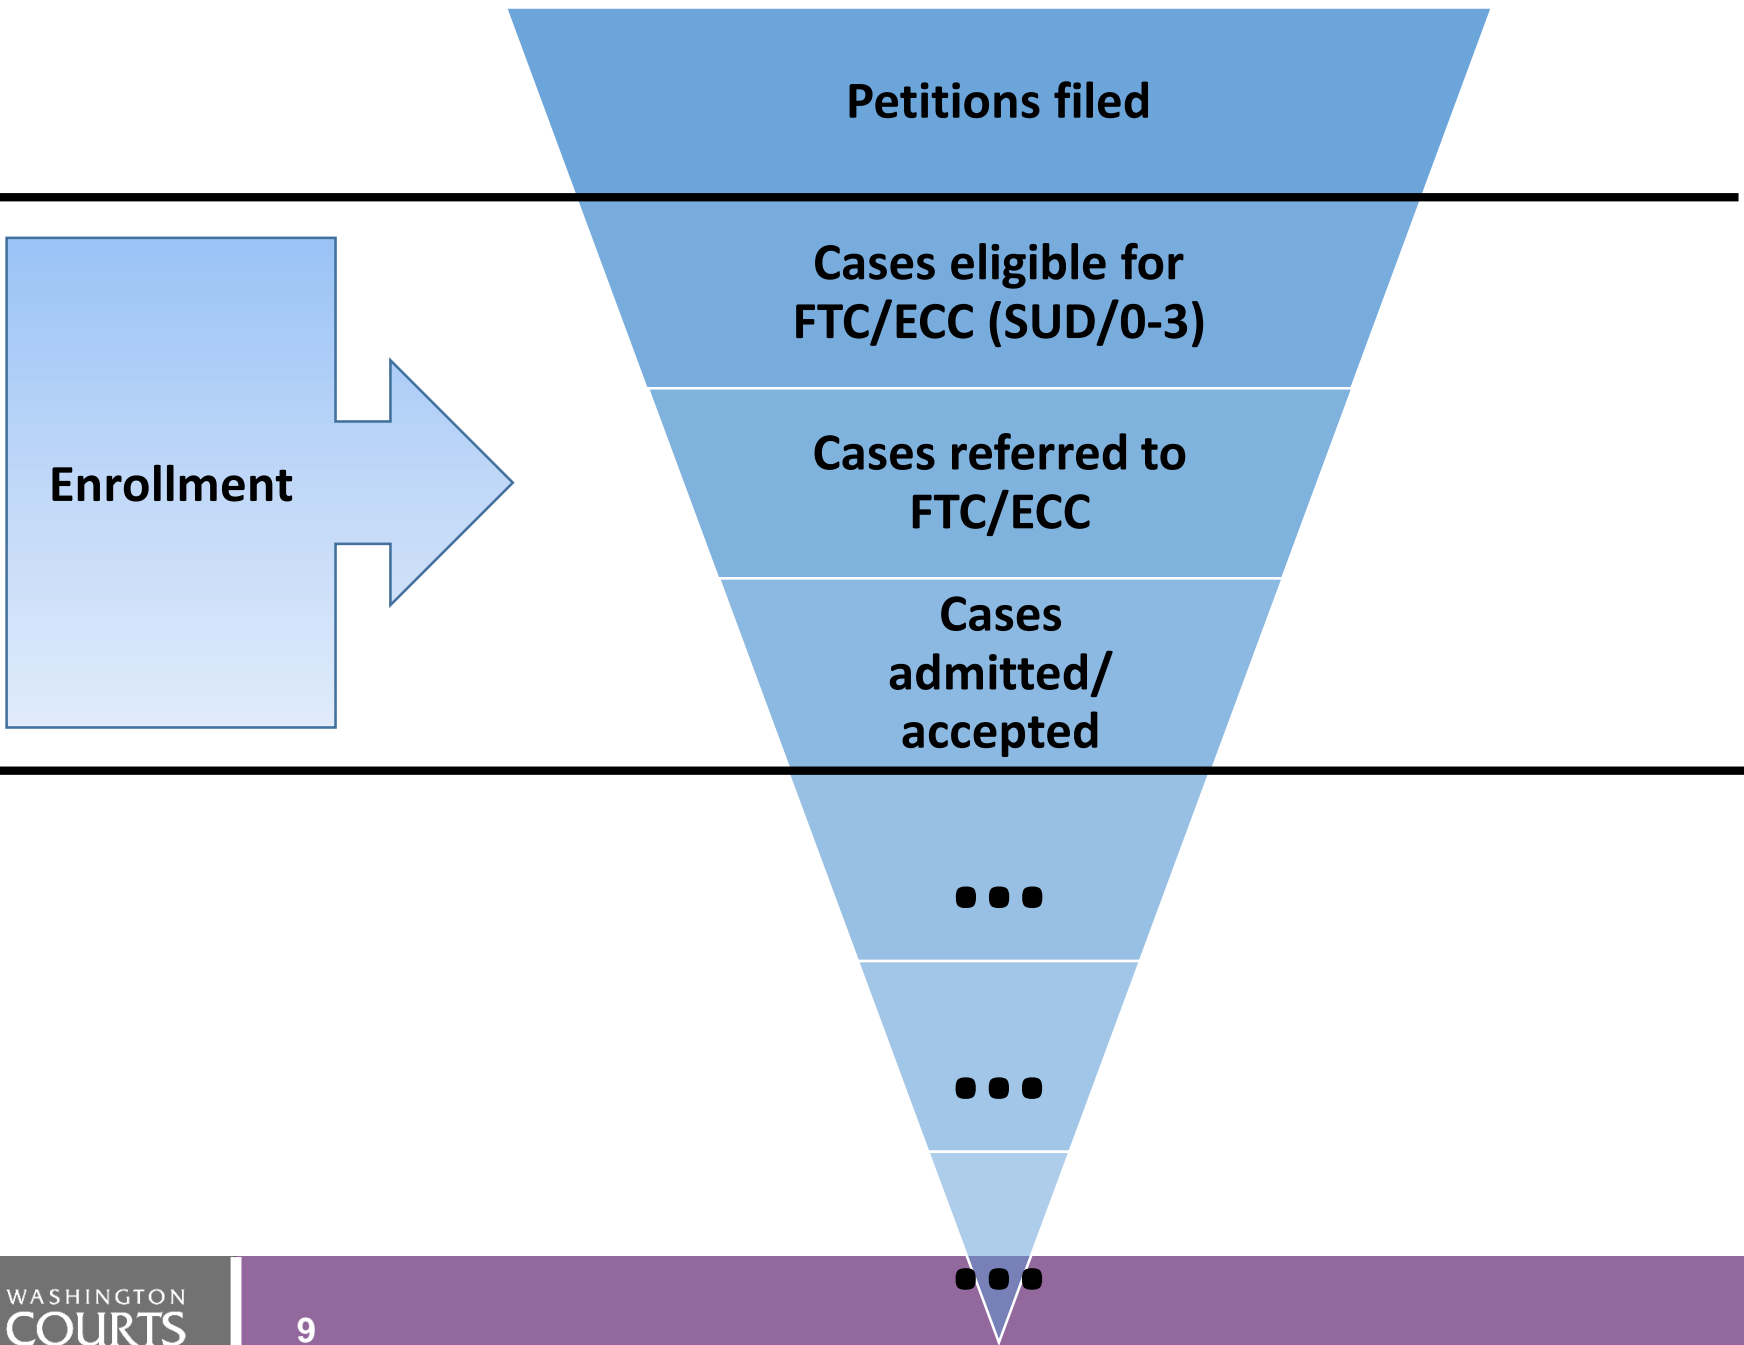 Petitions filed
Cases eligible for
FTC/ECC (SUD/0-3)
Enrollment
Cases referred to
FTC/ECC
Cases
admitted/
accepted
...
...
...
WASHINGTON
COURTS
9